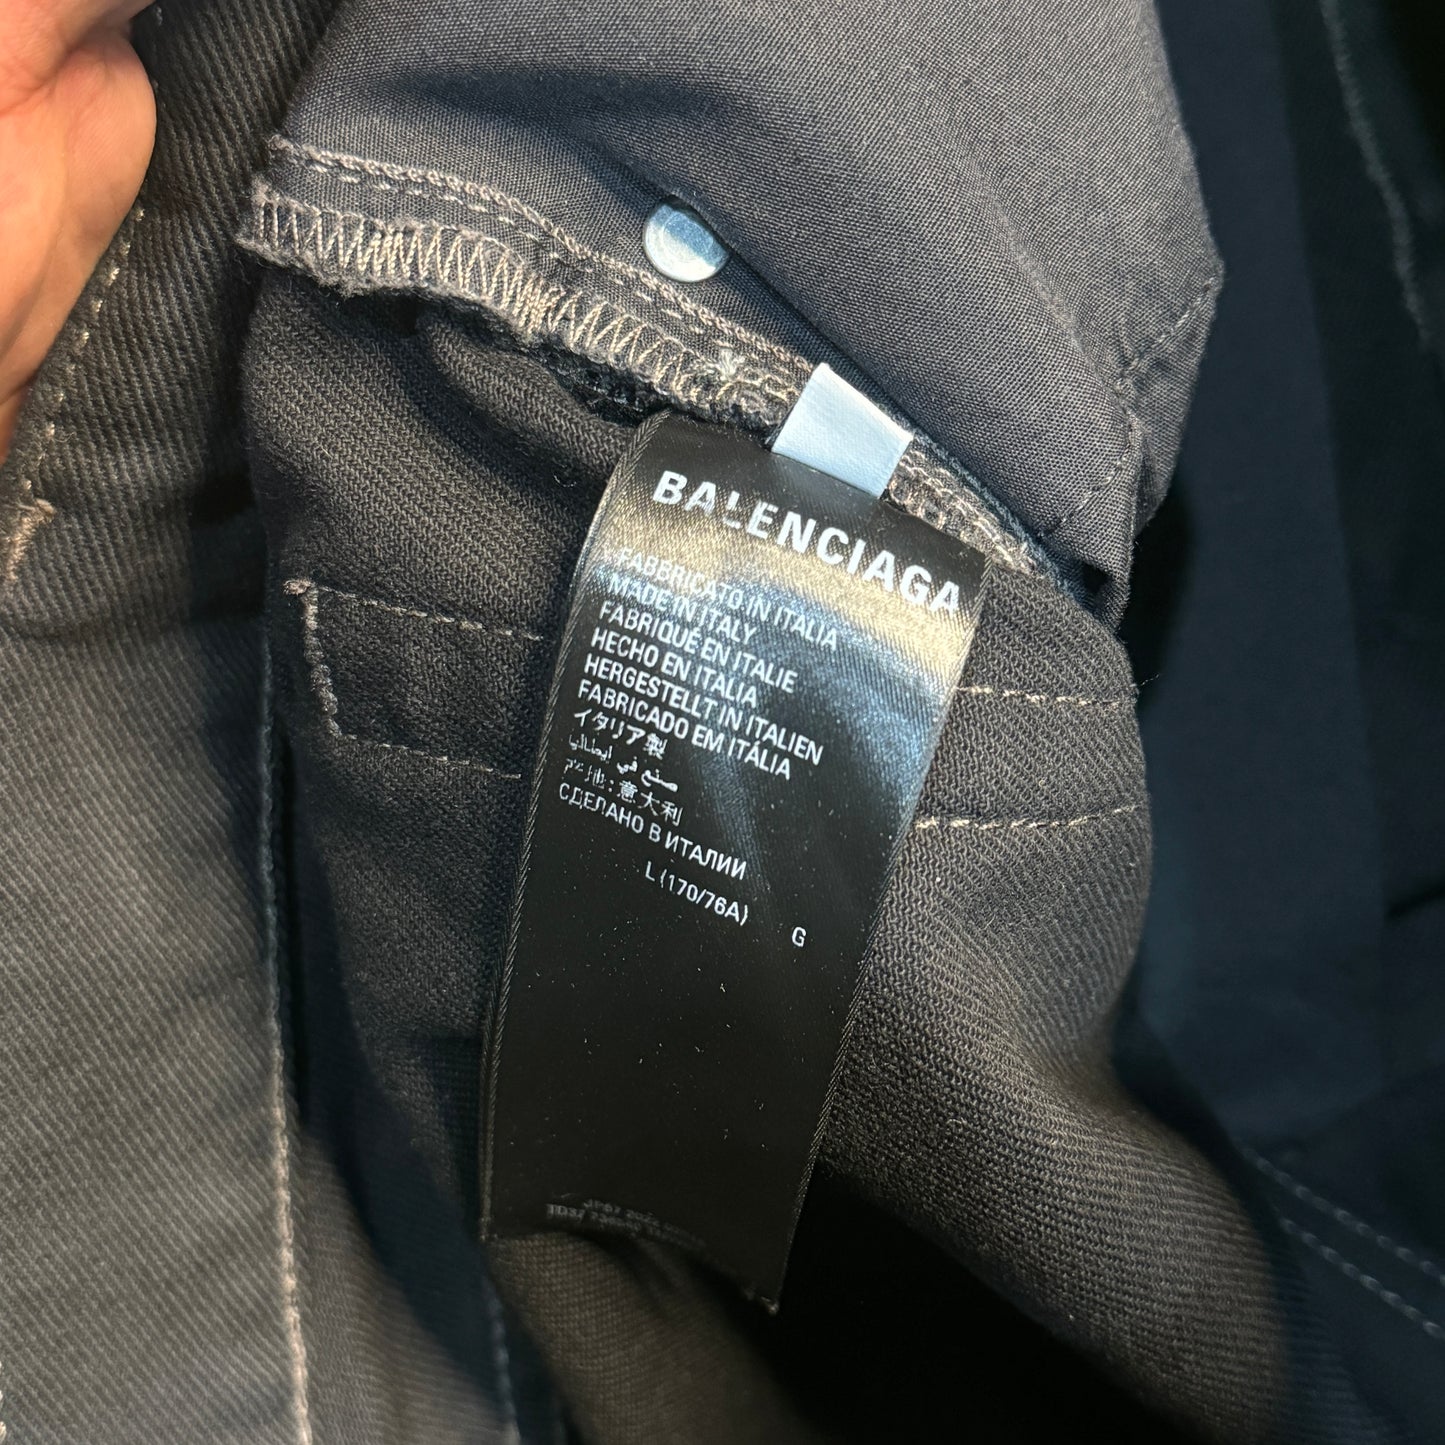 BALENCIAGA
FABBRICATO IN ITALIA
MADE IN ITALY
FABRIQUÉ EN ITALIE
HECHO EN ITALIA
HERGESTELLT IN ITALIEN
FABRICADO EM ITÁLIA
イタリア製
صنع في ايطاليا
产地：意大利
СДЕЛАНО В ИТАЛИИ
L (170/76A) G